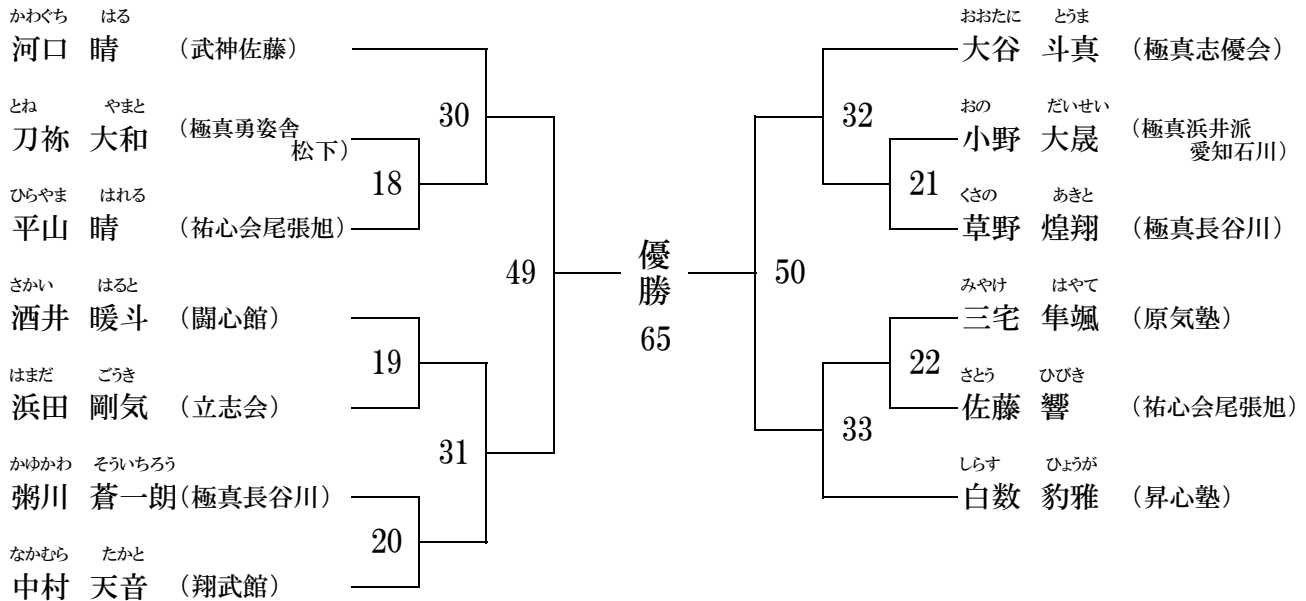 かわぐち はる
河口 晴 (武神佐藤)
とね やまと
刀祢 大和 (極真勇姿舎
松下)
ひらやま はれる
平山 晴 (祐心会尾張旭)
さかい はると
酒井 暖斗 (闘心館)
はまだ ごうき
浜田 剛気 (立志会)
かゆかわ そういちろう
粥川 蒼一朗(極真長谷川)
なかむら たかと
中村 天音 (翔武館)
30
18
49
19
31
20
優勝
65
50
32
21
22
33
おおたに とうま
大谷 斗真 (極真志優会)
おの だいせい
小野 大晟 (極真浜井派
愛知石川)
くさの あきと
草野 煌翔 (極真長谷川)
みやけ はやて
三宅 隼颯 (原気塾)
さとう ひびき
佐藤 響 (祐心会尾張旭)
しらす ひょうが
白数 豹雅 (昇心塾)